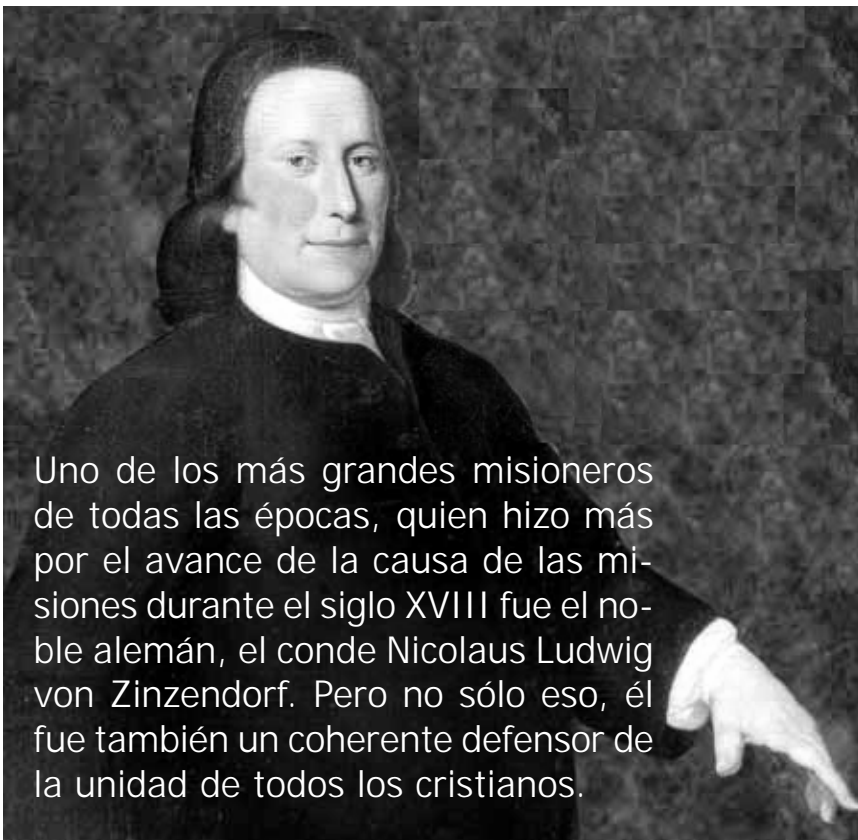 Uno de los más grandes misioneros
de todas las épocas, quien hizo más
por el avance de la causa de las mi-
siones durante el siglo XVIII fue el no-
ble alemán, el conde Nicolaus Ludwig
von Zinzendorf. Pero no sólo eso, él
fue también un coherente defensor de
la unidad de todos los cristianos.